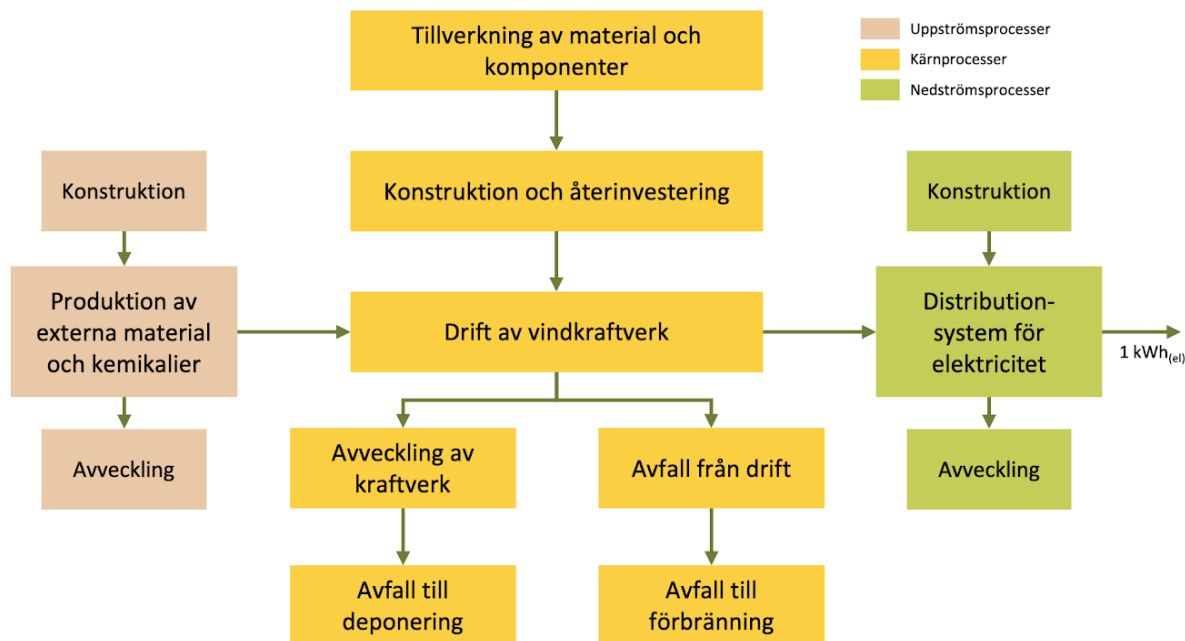 Tillverkning av material och
komponenter
Uppströmsprocesser
Kärnprocesser
Nedströmsprocesser
Konstruktion
Konstruktion och återinvestering
Konstruktion
Produktion av
externa material
och kemikalier
Drift av vindkraftverk
Distribution-
system för
elektricitet
1 kWh(el)
Avveckling
Avveckling av
kraftverk
Avfall från drift
Avveckling
Avfall till
deponering
Avfall till
förbränning